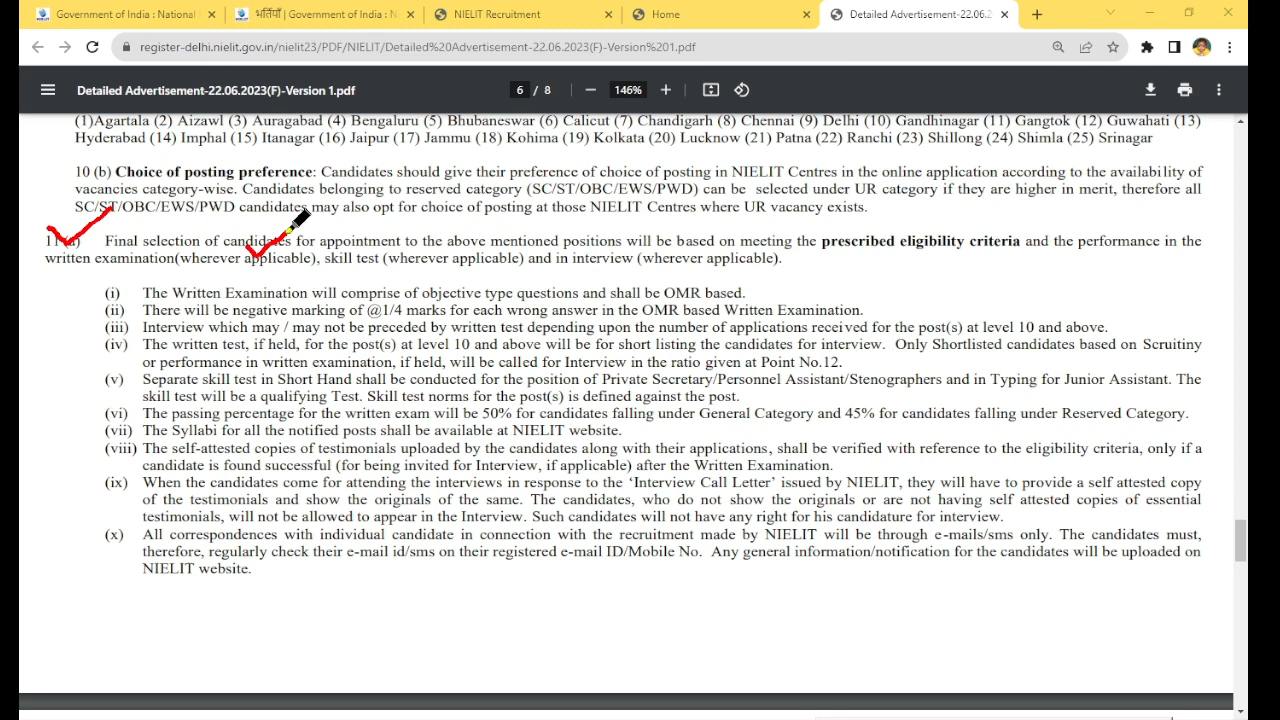 Government of India : National
भर्तियाँ | Government of India : N
NIELIT Recruitment
Home
Detailed Advertisement-22.06.2
register-delhi.nielit.gov.in/nielit23/PDF/NIELIT/Detailed%20Advertisement-22.06.2023(F)-Version%201.pdf
Detailed Advertisement-22.06.2023(F)-Version 1.pdf
6 / 8
146%
(1)Agartala (2) Aizawl (3) Auragabad (4) Bengaluru (5) Bhubaneswar (6) Calicut (7) Chandigarh (8) Chennai (9) Delhi (10) Gandhinagar (11) Gangtok (12) Guwahati (13)
Hyderabad (14) Imphal (15) Itanagar (16) Jaipur (17) Jammu (18) Kohima (19) Kolkata (20) Lucknow (21) Patna (22) Ranchi (23) Shillong (24) Shimla (25) Srinagar
10 (b) Choice of posting preference: Candidates should give their preference of choice of posting in NIELIT Centres in the online application according to the availability of
vacancies category-wise. Candidates belonging to reserved category (SC/ST/OBC/EWS/PWD) can be selected under UR category if they are higher in merit, therefore all
SC/ST/OBC/EWS/PWD candidates may also opt for choice of posting at those NIELIT Centres where UR vacancy exists.
11 (a) Final selection of candidates for appointment to the above mentioned positions will be based on meeting the prescribed eligibility criteria and the performance in the
written examination(wherever applicable), skill test (wherever applicable) and in interview (wherever applicable).
(i) The Written Examination will comprise of objective type questions and shall be OMR based.
(ii) There will be negative marking of @1/4 marks for each wrong answer in the OMR based Written Examination.
(iii) Interview which may / may not be preceded by written test depending upon the number of applications received for the post(s) at level 10 and above.
(iv) The written test, if held, for the post(s) at level 10 and above will be for short listing the candidates for interview. Only Shortlisted candidates based on Scruitiny
or performance in written examination, if held, will be called for Interview in the ratio given at Point No.12.
(v) Separate skill test in Short Hand shall be conducted for the position of Private Secretary/Personnel Assistant/Stenographers and in Typing for Junior Assistant. The
skill test will be a qualifying Test. Skill test norms for the post(s) is defined against the post.
(vi) The passing percentage for the written exam will be 50% for candidates falling under General Category and 45% for candidates falling under Reserved Category.
(vii) The Syllabi for all the notified posts shall be available at NIELIT website.
(viii) The self-attested copies of testimonials uploaded by the candidates along with their applications, shall be verified with reference to the eligibility criteria, only if a
candidate is found successful (for being invited for Interview, if applicable) after the Written Examination.
(ix) When the candidates come for attending the interviews in response to the 'Interview Call Letter' issued by NIELIT, they will have to provide a self attested copy
of the testimonials and show the originals of the same. The candidates, who do not show the originals or are not having self attested copies of essential
testimonials, will not be allowed to appear in the Interview. Such candidates will not have any right for his candidature for interview.
(x) All correspondences with individual candidate in connection with the recruitment made by NIELIT will be through e-mails/sms only. The candidates must,
therefore, regularly check their e-mail id/sms on their registered e-mail ID/Mobile No. Any general information/notification for the candidates will be uploaded on
NIELIT website.